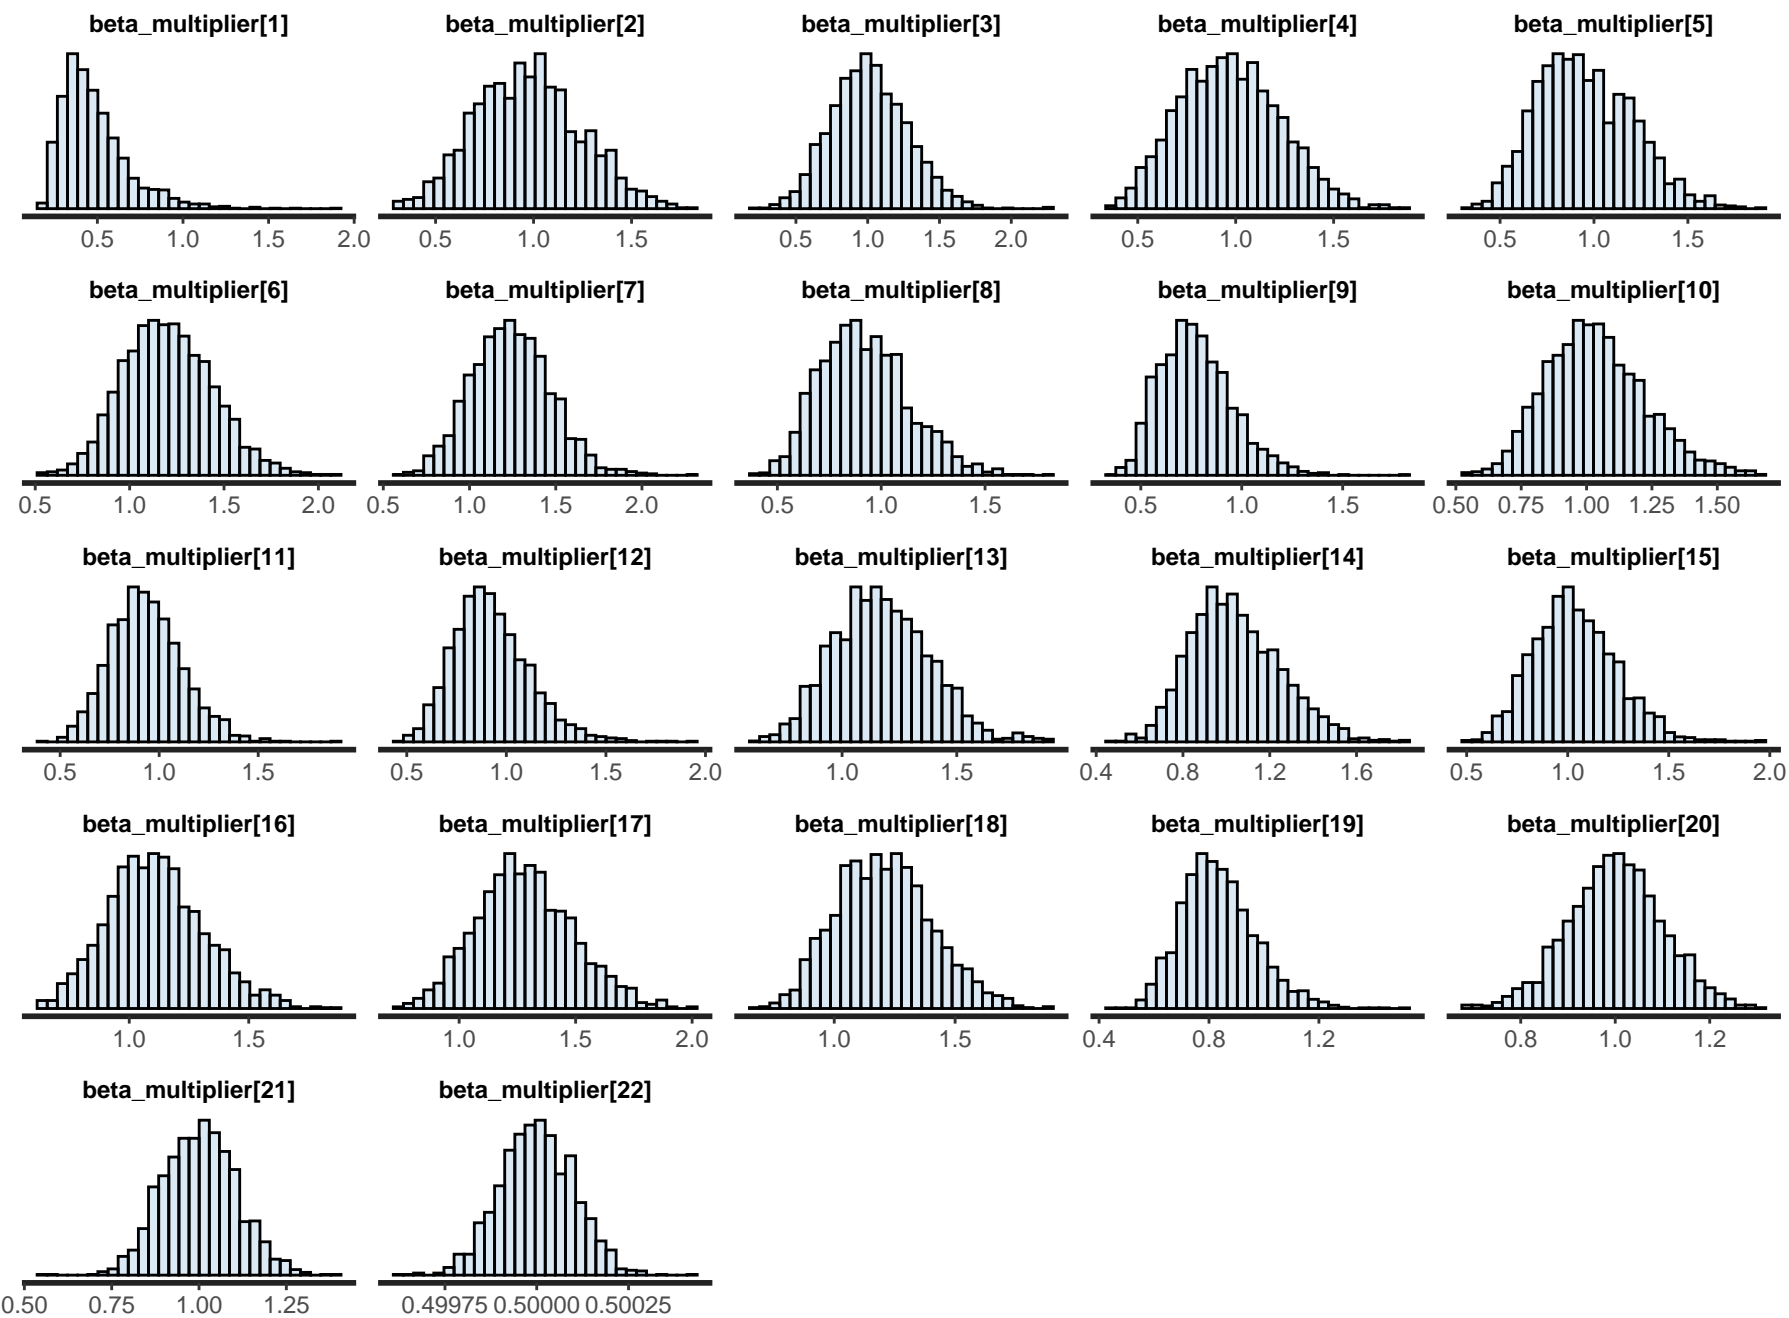 beta_multiplier[1] beta_multiplier[2] beta_multiplier[3] beta_multiplier[4] beta_multiplier[5]
0.5 1.0 1.5 2.0 0.5 1.0 1.5 0.5 1.0 1.5 2.0 0.5 1.0 1.5 0.5 1.0 1.5
beta_multiplier[6] beta_multiplier[7] beta_multiplier[8] beta_multiplier[9] beta_multiplier[10]
0.5 1.0 1.5 2.0 0.5 1.0 1.5 2.0 0.5 1.0 1.5 0.5 1.0 1.5 0.50 0.75 1.00 1.25 1.50
beta_multiplier[11] beta_multiplier[12] beta_multiplier[13] beta_multiplier[14] beta_multiplier[15]
0.5 1.0 1.5 0.5 1.0 1.5 2.0 1.0 1.5 0.4 0.8 1.2 1.6 0.5 1.0 1.5 2.0
beta_multiplier[16] beta_multiplier[17] beta_multiplier[18] beta_multiplier[19] beta_multiplier[20]
1.0 1.5 1.0 1.5 2.0 1.0 1.5 0.4 0.8 1.2 0.8 1.0 1.2
beta_multiplier[21] beta_multiplier[22]
0.50 0.75 1.00 1.25 0.49975 0.50000 0.50025